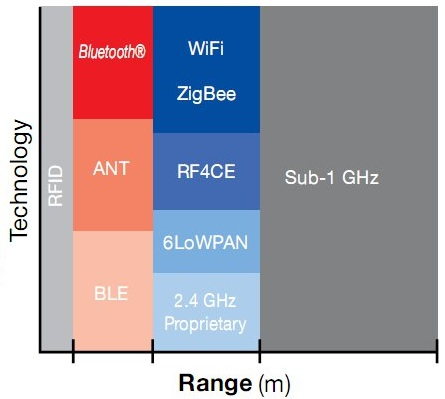 Technology
RFID
Bluetooth®
ANT
BLE
WiFi
ZigBee
RF4CE
6LoWPAN
2.4 GHz
Proprietary
Sub-1 GHz
Range (m)